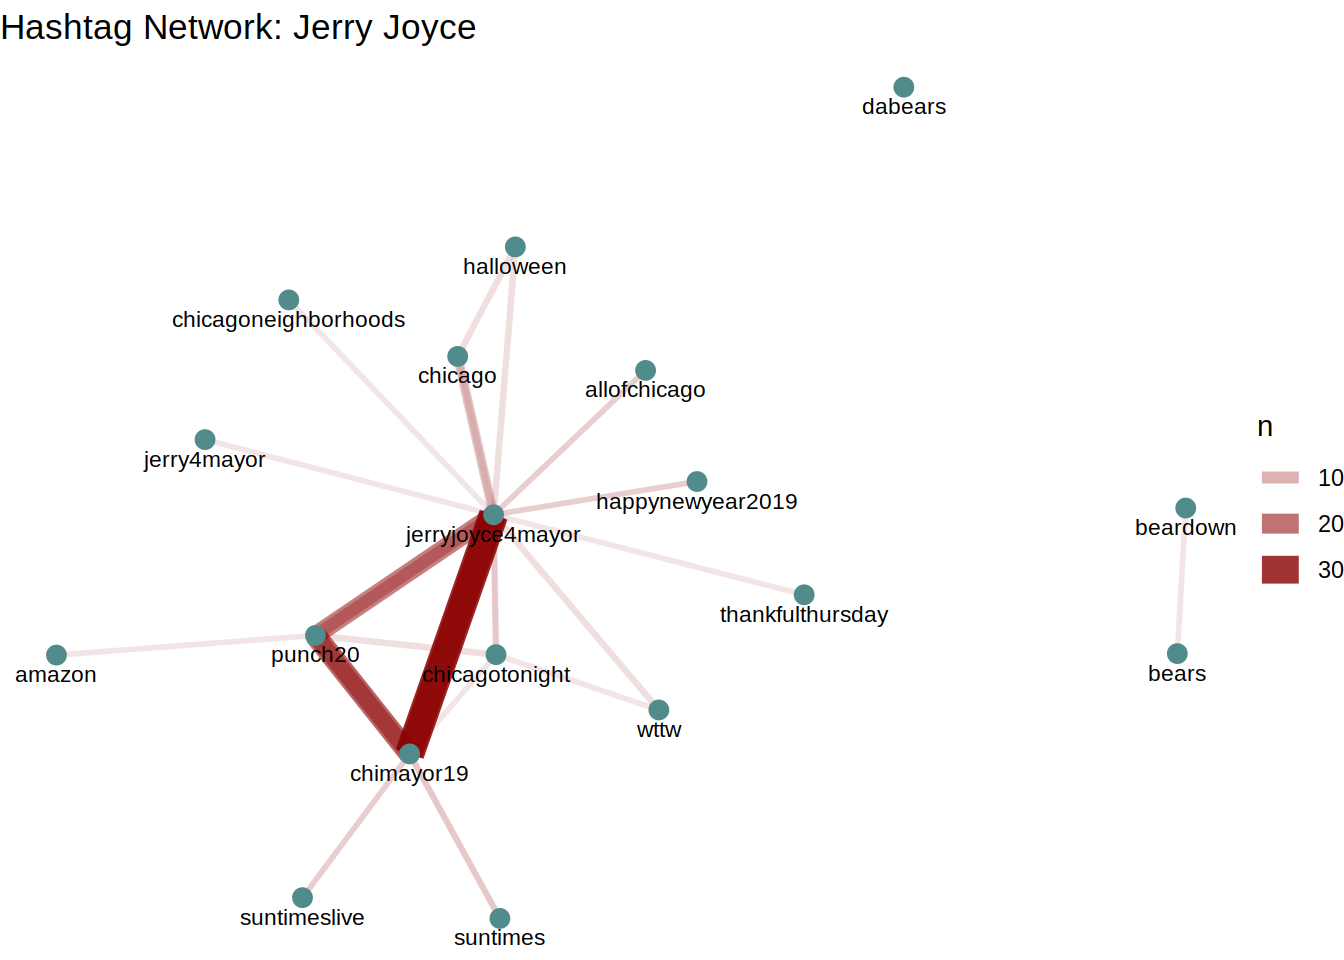 Hashtag Network: Jerry Joyce
dabears
halloween
chicagoneighborhoods
chicago
allofchicago
n
jerry4mayor
10
happynewyear2019
20
beardown
jerryjoyce4mayor
30
thankfulthursday
punch20
amazon
chicagotonight
bears
wttw
chimayor19
suntimeslive
suntimes